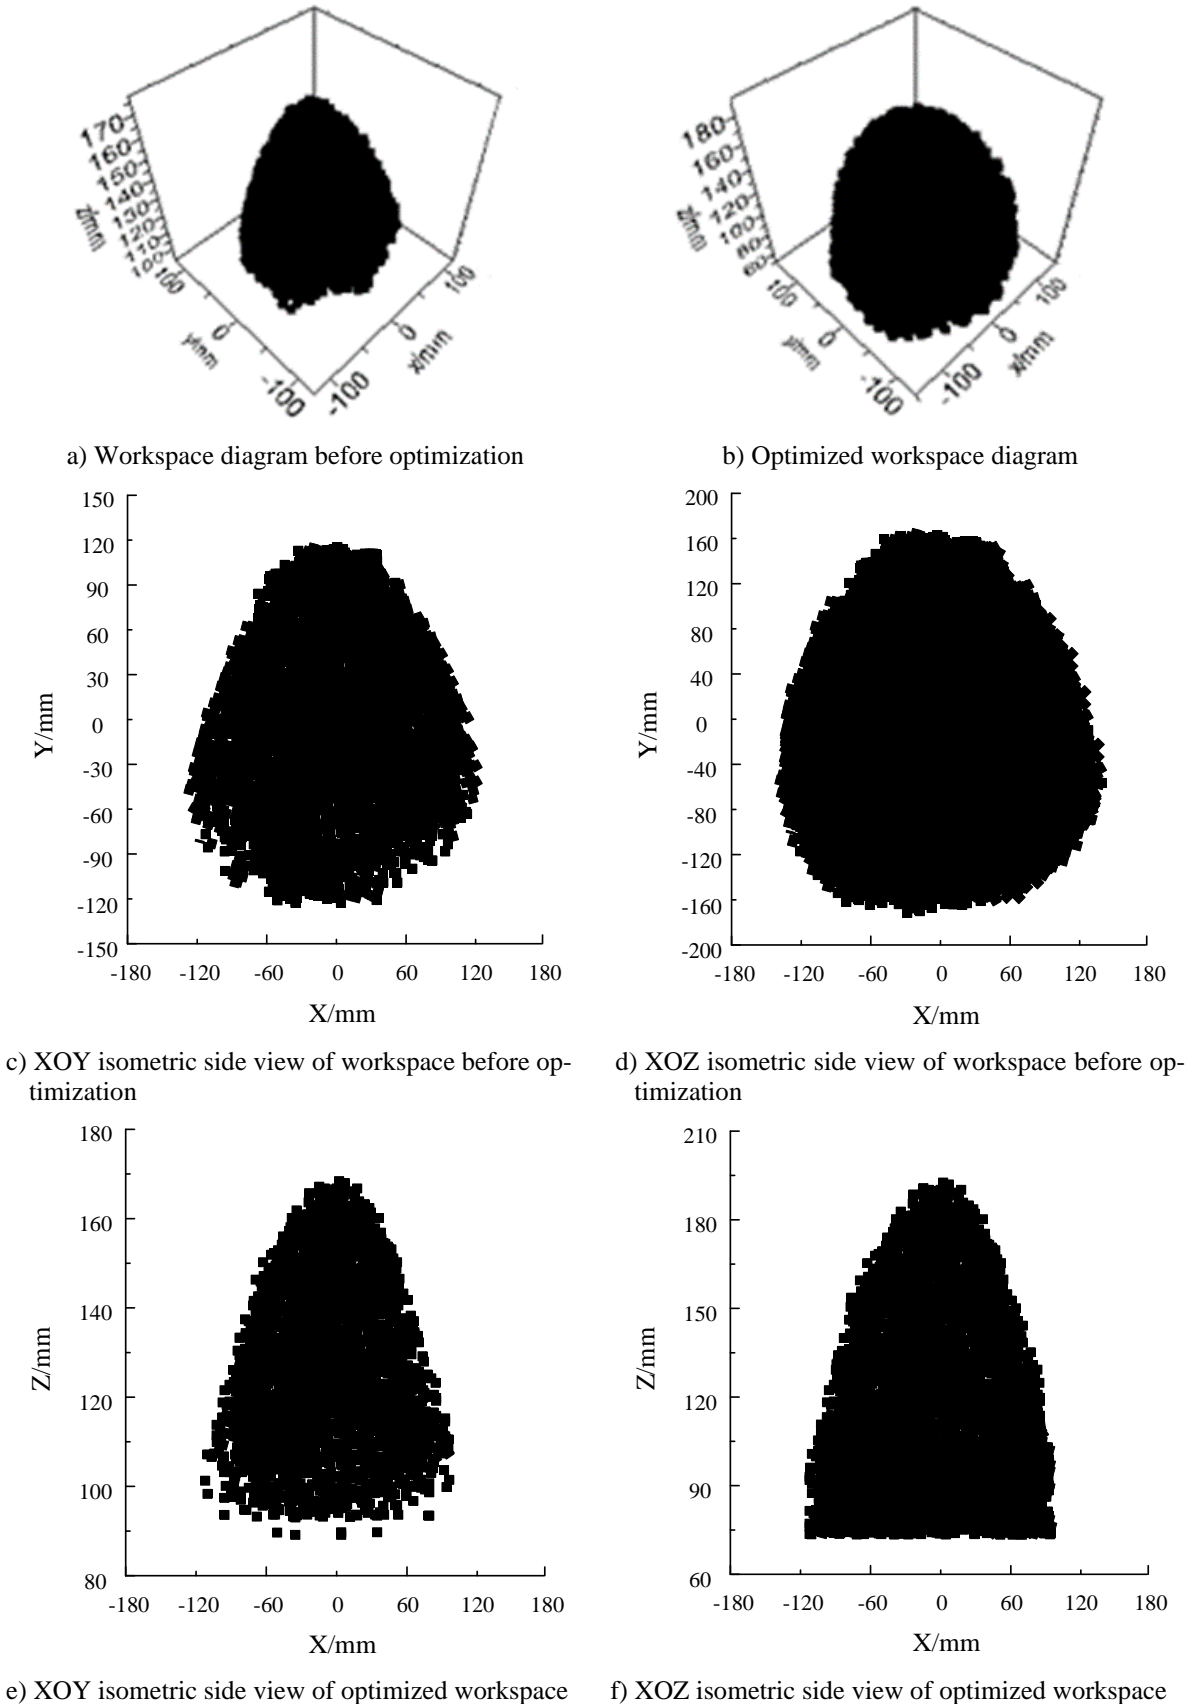 170
160
150
140
130
120
110
100
z/mm
100
0
-100
y/mm
-100
0
100
x/mm
180
160
140
120
100
80
60
z/mm
100
0
-100
y/mm
-100
0
100
x/mm
a) Workspace diagram before optimization
b) Optimized workspace diagram
150
120
90
60
30
0
-30
-60
-90
-120
-150
Y/mm
-180 -120 -60 0 60 120 180
X/mm
200
160
120
80
40
0
-40
-80
-120
-160
-200
Y/mm
-180 -120 -60 0 60 120 180
X/mm
c) XOY isometric side view of workspace before op-
timization
d) XOZ isometric side view of workspace before op-
timization
180
160
140
120
100
80
Z/mm
-180 -120 -60 0 60 120 180
X/mm
210
180
150
120
90
60
Z/mm
-180 -120 -60 0 60 120 180
X/mm
e) XOY isometric side view of optimized workspace
f) XOZ isometric side view of optimized workspace